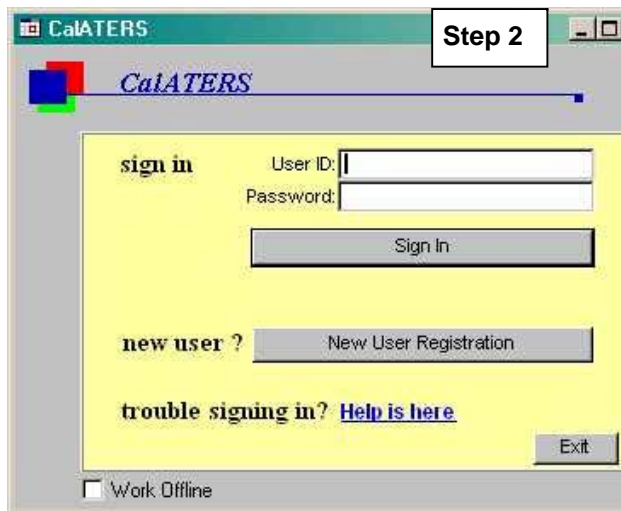 CalATERS
Step 2
CalATERS
sign in
User ID:
Password:
Sign In
new user ?
New User Registration
trouble signing in? Help is here
Exit
Work Offline